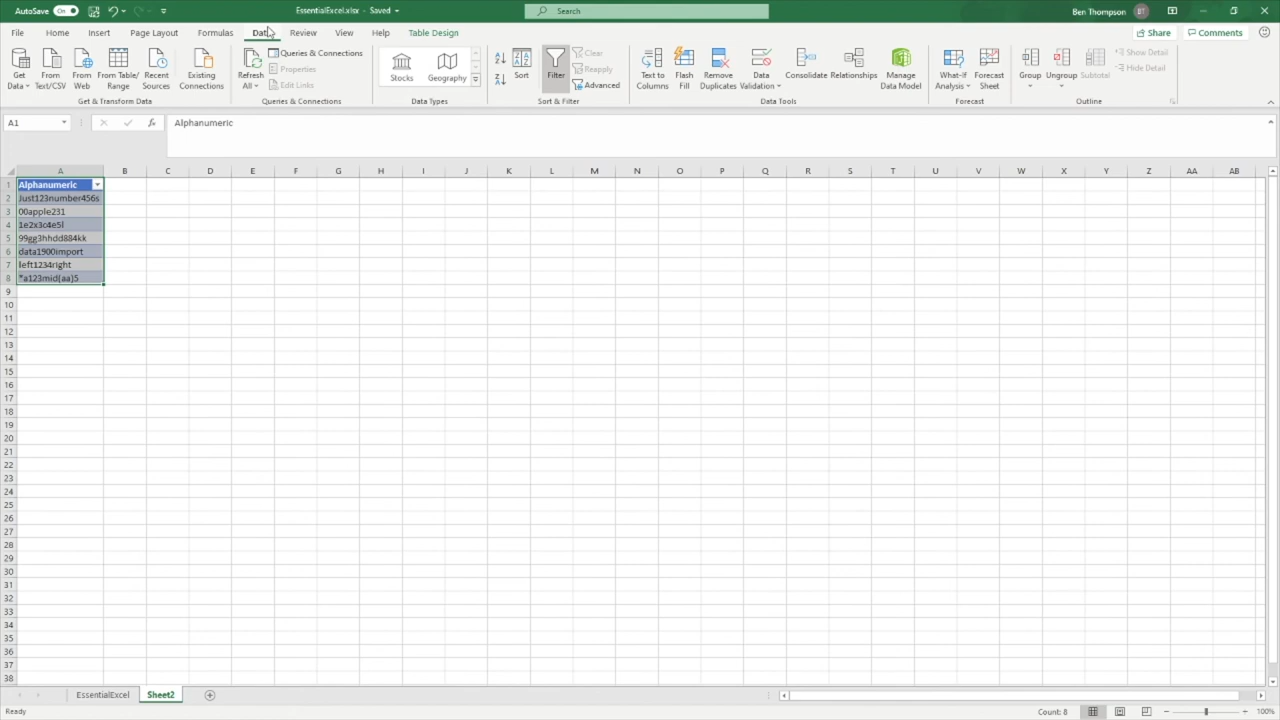 AutoSave On EssentialExcel.xlsx - Saved Search Ben Thompson BT
File Home Insert Page Layout Formulas Data Review View Help Table Design Share Comments
Get Data From Text/CSV From Web From Table/ Range Recent Sources Existing Connections
Get & Transform Data
Refresh All Queries & Connections Properties Edit Links
Queries & Connections
Stocks Geography
Data Types
Sort Filter Clear Reapply Advanced
Sort & Filter
Text to Columns Flash Fill Remove Duplicates Data Validation Consolidate Relationships Manage Data Model
Data Tools
What-If Analysis Forecast Sheet
Forecast
Group Ungroup Subtotal Show Detail Hide Detail
Outline
A1 fx Alphanumeric
A B C D E F G H I J K L M N O P Q R S T U V W X Y Z AA AB
1 Alphanumeric
2 Just123number456s
3 00apple231
4 1e2x3c4e5l
5 99gg3hhdd884kk
6 data1900import
7 left1234right
8 *a123mid(aa)5
9
10
11
12
13
14
15
16
17
18
19
20
21
22
23
24
25
26
27
28
29
30
31
32
33
34
35
36
37
38
EssentialExcel Sheet2
Ready Count: 8 100%